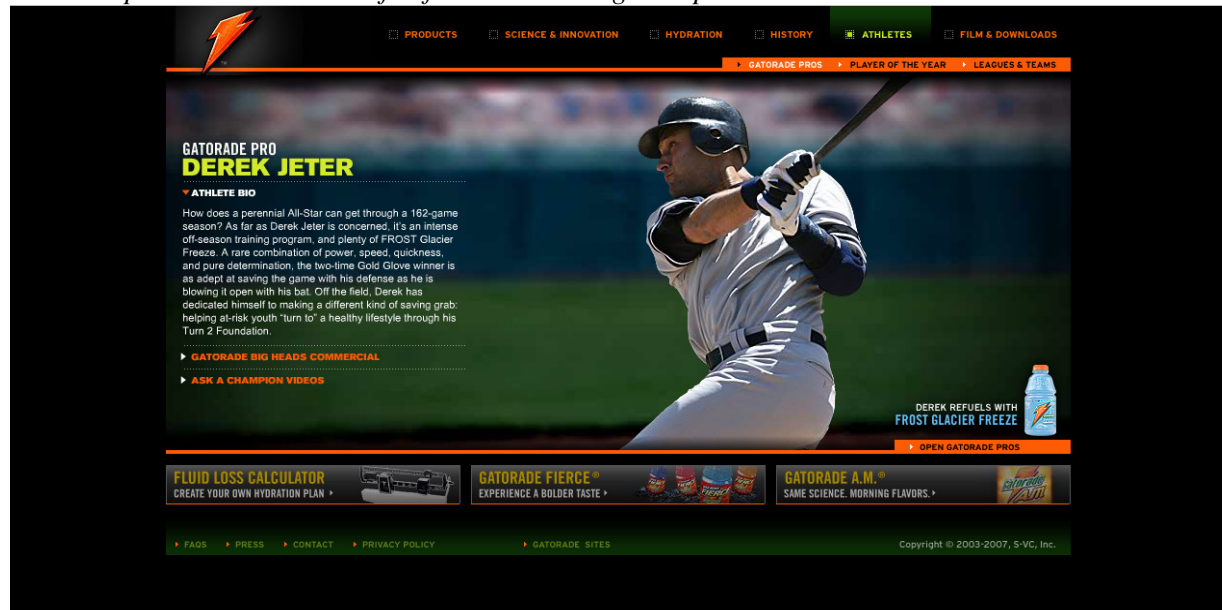 PRODUCTS
SCIENCE & INNOVATION
HYDRATION
HISTORY
ATHLETES
FILM & DOWNLOADS
TM
GATORADE PROS
PLAYER OF THE YEAR
LEAGUES & TEAMS
GATORADE PRO
DEREK JETER
ATHLETE BIO
How does a perennial All-Star can get through a 162-game
season? As far as Derek Jeter is concerned, it's an intense
off-season training program, and plenty of FROST Glacier
Freeze. A rare combination of power, speed, quickness,
and pure determination, the two-time Gold Glove winner is
as adept at saving the game with his defense as he is
blowing it open with his bat. Off the field, Derek has
dedicated himself to making a different kind of saving grab:
helping at-risk youth “turn to” a healthy lifestyle through his
Turn 2 Foundation.
GATORADE BIG HEADS COMMERCIAL
ASK A CHAMPION VIDEOS
DEREK REFUELS WITH
FROST GLACIER FREEZE
OPEN GATORADE PROS
FLUID LOSS CALCULATOR
CREATE YOUR OWN HYDRATION PLAN
GATORADE FIERCE®
EXPERIENCE A BOLDER TASTE
GATORADE A.M.®
SAME SCIENCE. MORNING FLAVORS.
Gatorade
A.M.
FAQS
PRESS
CONTACT
PRIVACY POLICY
GATORADE SITES
Copyright © 2003-2007, S-VC, Inc.